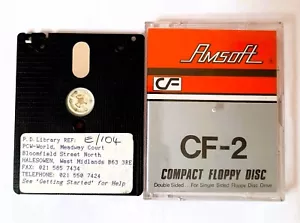 P.D.Library REF: E/104
PCW-World, Meadway Court
Bloomfield Street North
HALESOWEN, West Midlands B63 3RE
FAX: 021 585 7434
TELEPHONE: 021 550 7424
See 'Getting Started' for Help
AMSOFT
CF
CF-2
COMPACT FLOPPY DISC
Double Sided For Single Sided Floppy Disc Drive